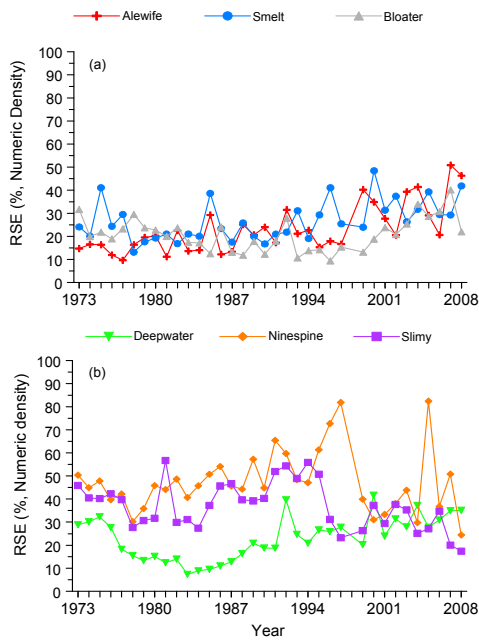 Alewife Smelt Bloater
(a)
RSE (%, Numeric Density)
100
90
80
70
60
50
40
30
20
10
0
1973 1980 1987 1994 2001 2008
Deepwater Ninespine Slimy
(b)
RSE (%, Numeric density)
100
90
80
70
60
50
40
30
20
10
0
1973 1980 1987 1994 2001 2008
Year